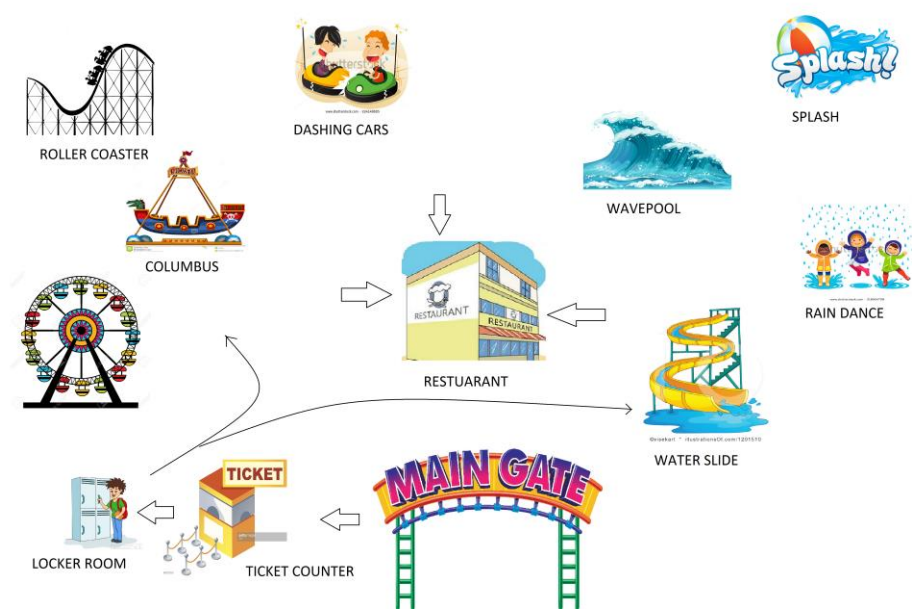 Splash!
SPLASH
shutterstock
DASHING CARS
ROLLER COASTER
WAVEPOOL
COLUMBUS
RAIN DANCE
RESTAURANT
RESTAURANT
RESTUARANT
WATER SLIDE
TICKET
MAIN GATE
LOCKER ROOM
TICKET COUNTER